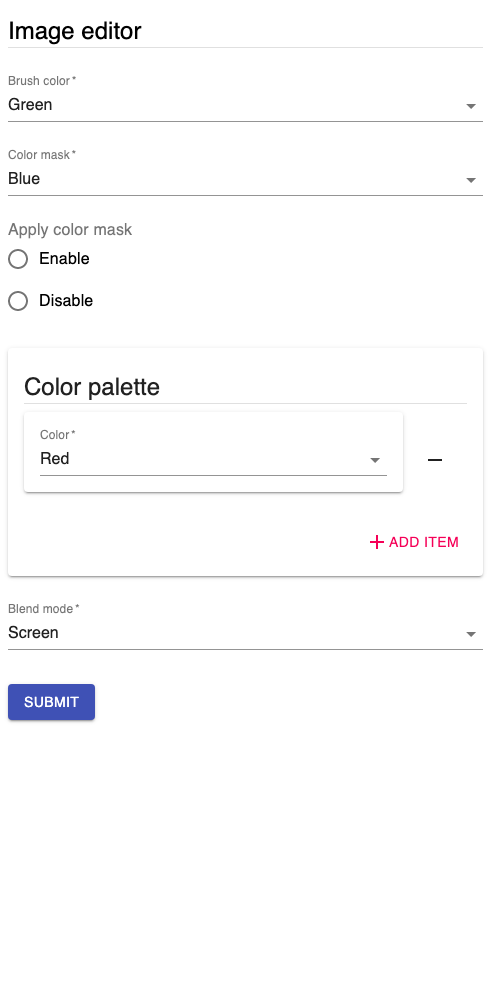 Image editor
Brush color*
Green
Color mask*
Blue
Apply color mask
Enable
Disable
Color palette
Color*
Red
ADD ITEM
Blend mode*
Screen
SUBMIT